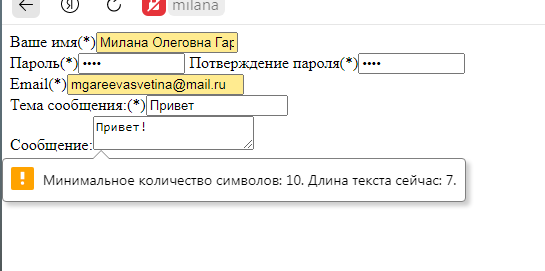 milana
Ваше имя(*) Милана Олеговна Гар
Пароль(*) •••• Потверждение пароля(*) ••••
Email(*) mgareevasvetina@mail.ru
Тема сообщения:(*) Привет
Привет!
Сообщение:
Минимальное количество символов: 10. Длина текста сейчас: 7.